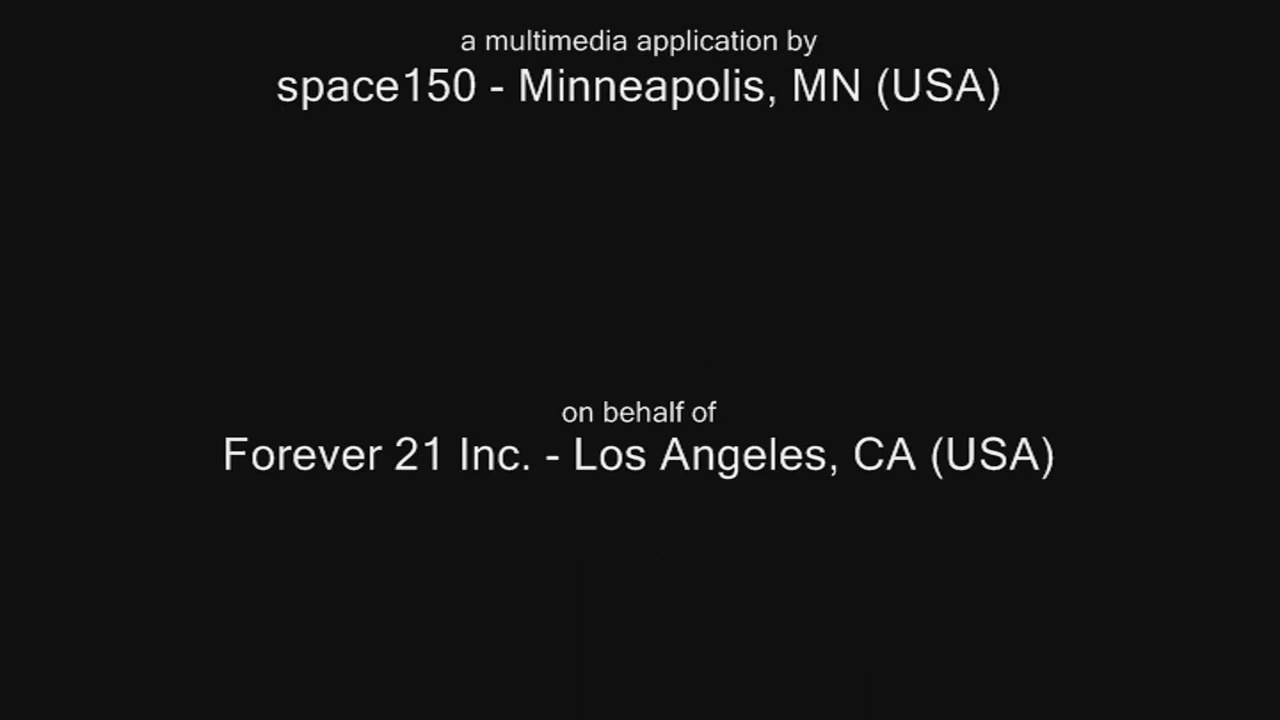 a multimedia application by
space150 - Minneapolis, MN (USA)
on behalf of
Forever 21 Inc. - Los Angeles, CA (USA)